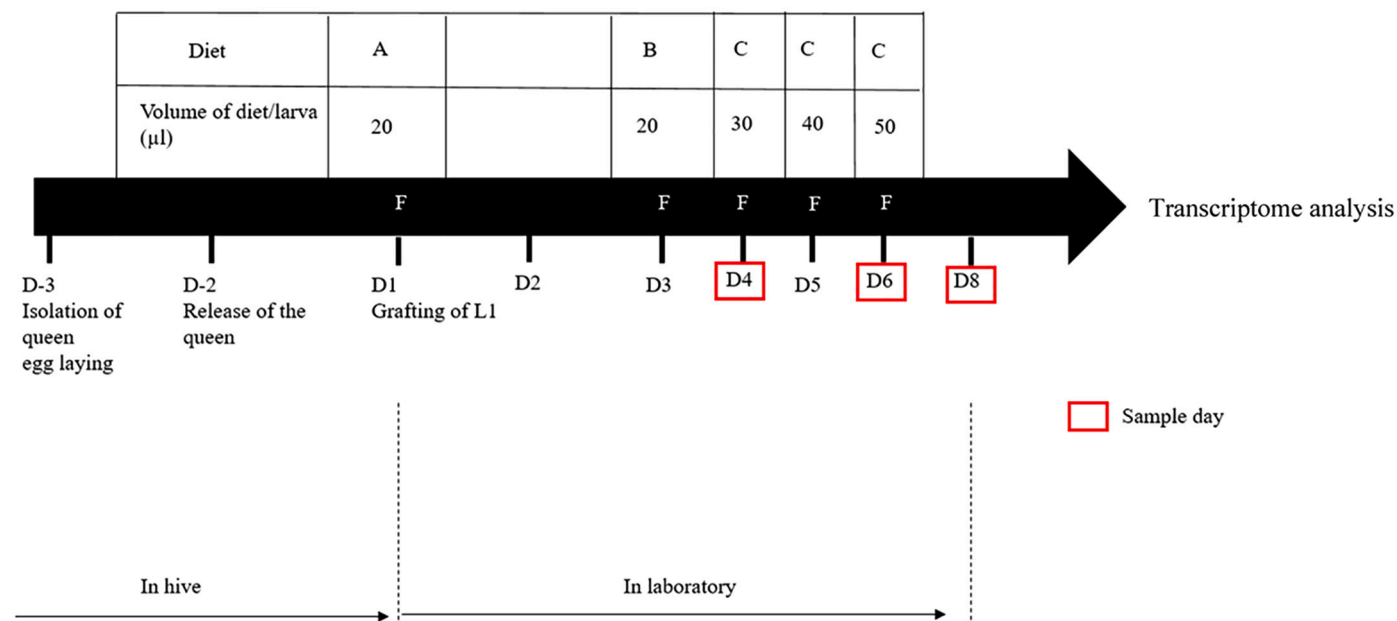 Diet A B C C C
Volume of diet/larva
(µl) 20 20 30 40 50
F F F F F
Transcriptome analysis
D-3 D-2 D1 D2 D3 D4 D5 D6 D8
Isolation of
queen
egg laying
Release of the
queen
Grafting of L1
Sample day
In hive In laboratory